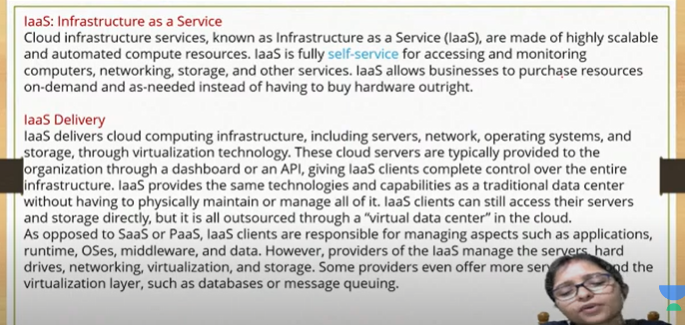 IaaS: Infrastructure as a Service
Cloud infrastructure services, known as Infrastructure as a Service (IaaS), are made of highly scalable
and automated compute resources. IaaS is fully self-service for accessing and monitoring
computers, networking, storage, and other services. IaaS allows businesses to purchase resources
on-demand and as-needed instead of having to buy hardware outright.
IaaS Delivery
IaaS delivers cloud computing infrastructure, including servers, network, operating systems, and
storage, through virtualization technology. These cloud servers are typically provided to the
organization through a dashboard or an API, giving IaaS clients complete control over the entire
infrastructure. IaaS provides the same technologies and capabilities as a traditional data center
without having to physically maintain or manage all of it. IaaS clients can still access their servers
and storage directly, but it is all outsourced through a "virtual data center" in the cloud.
As opposed to SaaS or PaaS, IaaS clients are responsible for managing aspects such as applications,
runtime, OSes, middleware, and data. However, providers of the IaaS manage the servers, hard
drives, networking, virtualization, and storage. Some providers even offer more the
virtualization layer, such as databases or message queuing.